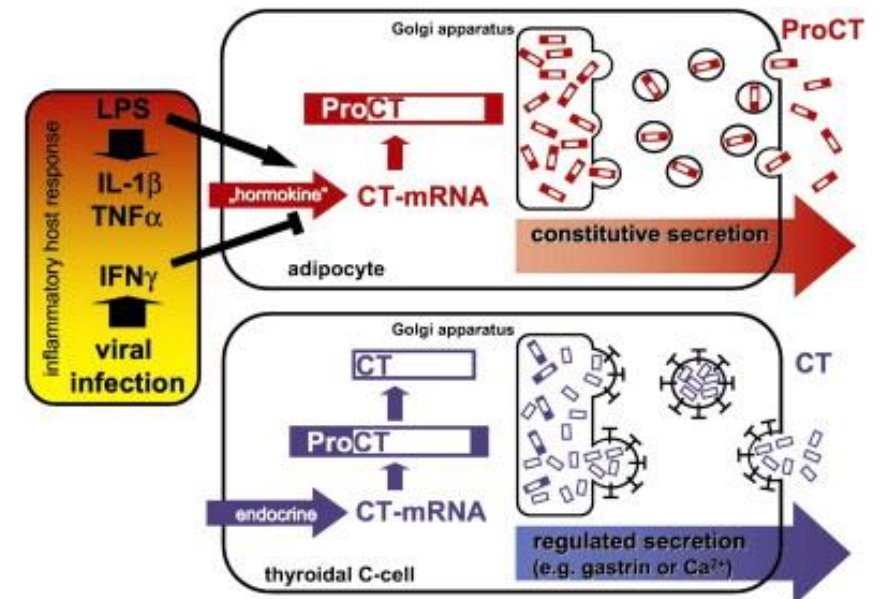 LPS
IL-1β
TNFα
IFNγ
viral
infection
inflammatory host response
Golgi apparatus
ProCT
ProCT
„hormokine“
CT-mRNA
constitutive secretion
adipocyte
Golgi apparatus
CT
CT
ProCT
endocrine
CT-mRNA
regulated secretion
(e.g. gastrin or Ca²⁺)
thyroidal C-cell